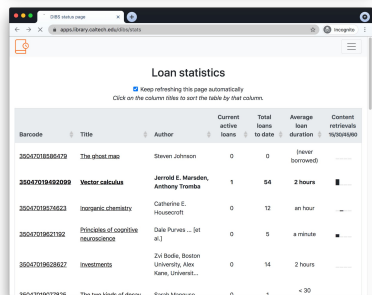 DIBS status page
apps.library.caltech.edu/dibs/stats
Incognito
Loan statistics
Keep refreshing this page automatically
Click on the column titles to sort the table by that column.
Barcode Title Author Current active loans Total loans to date Average loan duration Content retrievals 15/30/45/60
35047018586479 The ghost map Steven Johnson 0 0 (never borrowed)
35047019492099 Vector calculus Jerrold E. Marsden, Anthony Tromba 1 54 2 hours
35047019574623 Inorganic chemistry Catherine E. Housecroft 0 12 an hour
35047019621192 Principles of cognitive neuroscience Dale Purves ... [et al.] 0 5 a minute
35047019628627 Investments Zvi Bodie, Boston University, Alex Kane, Universit... 0 14 2 hours
The two kinds of decay Sarah Manguso 0 1 < 30